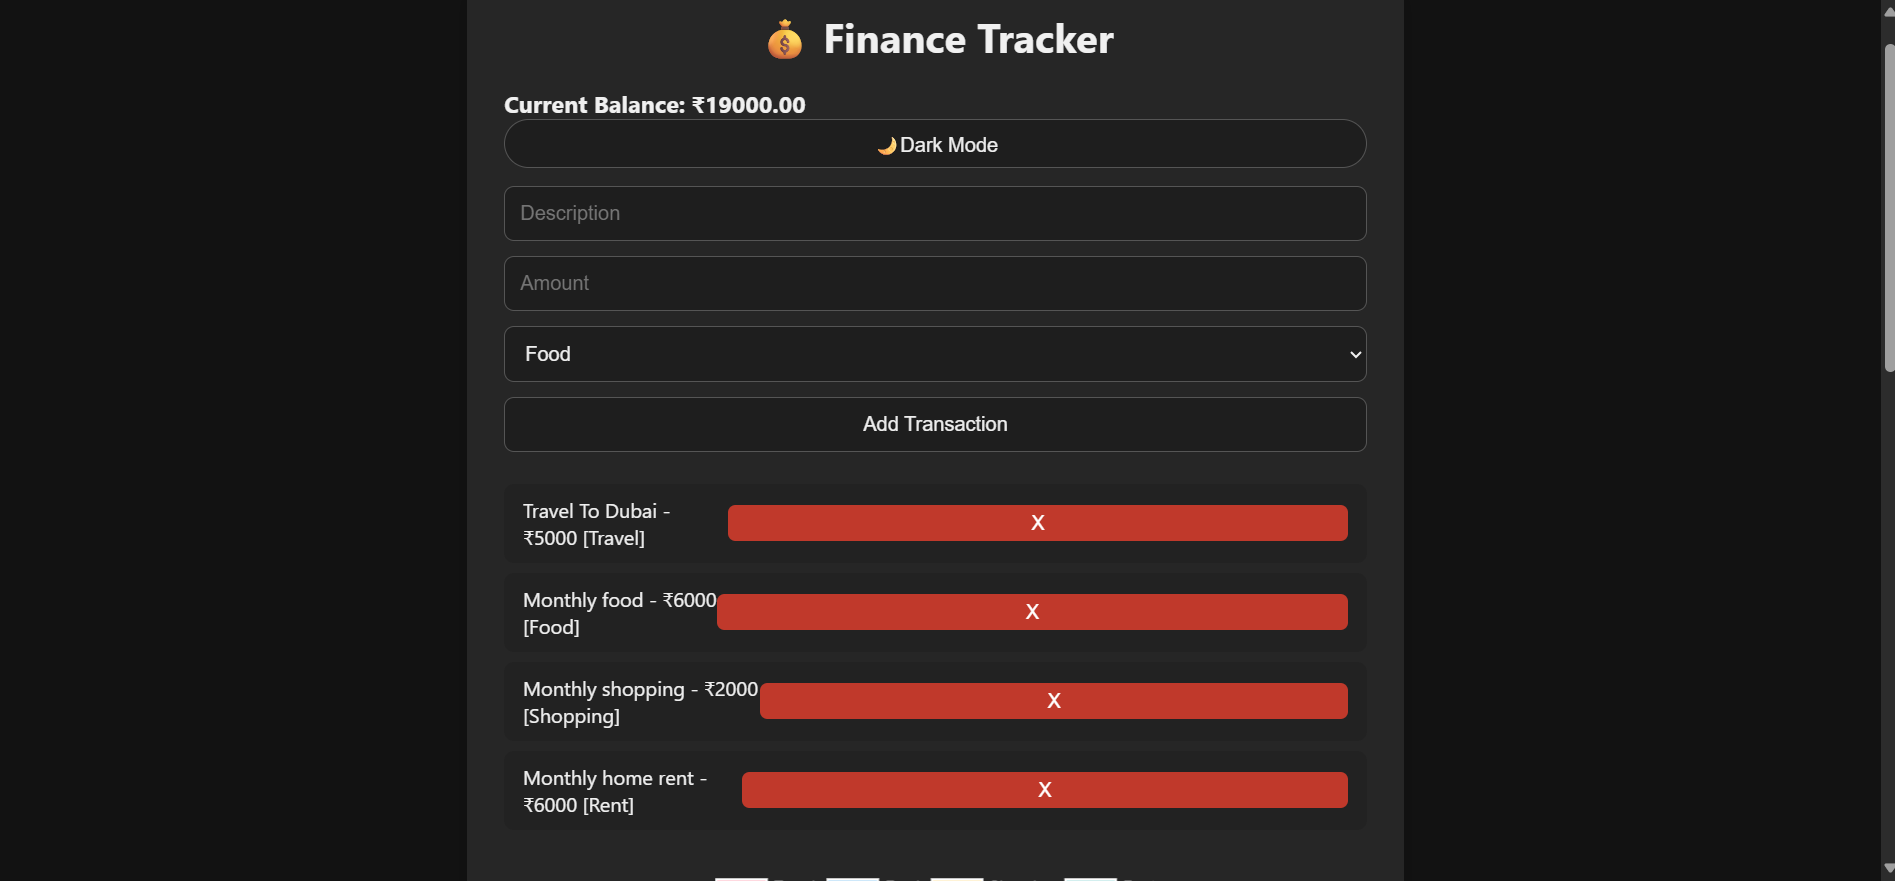 Finance Tracker
Current Balance: ₹19000.00
Dark Mode
Description
Amount
Food
Add Transaction
Travel To Dubai -
₹5000 [Travel]
X
Monthly food - ₹6000
[Food]
X
Monthly shopping - ₹2000
[Shopping]
X
Monthly home rent -
₹6000 [Rent]
X